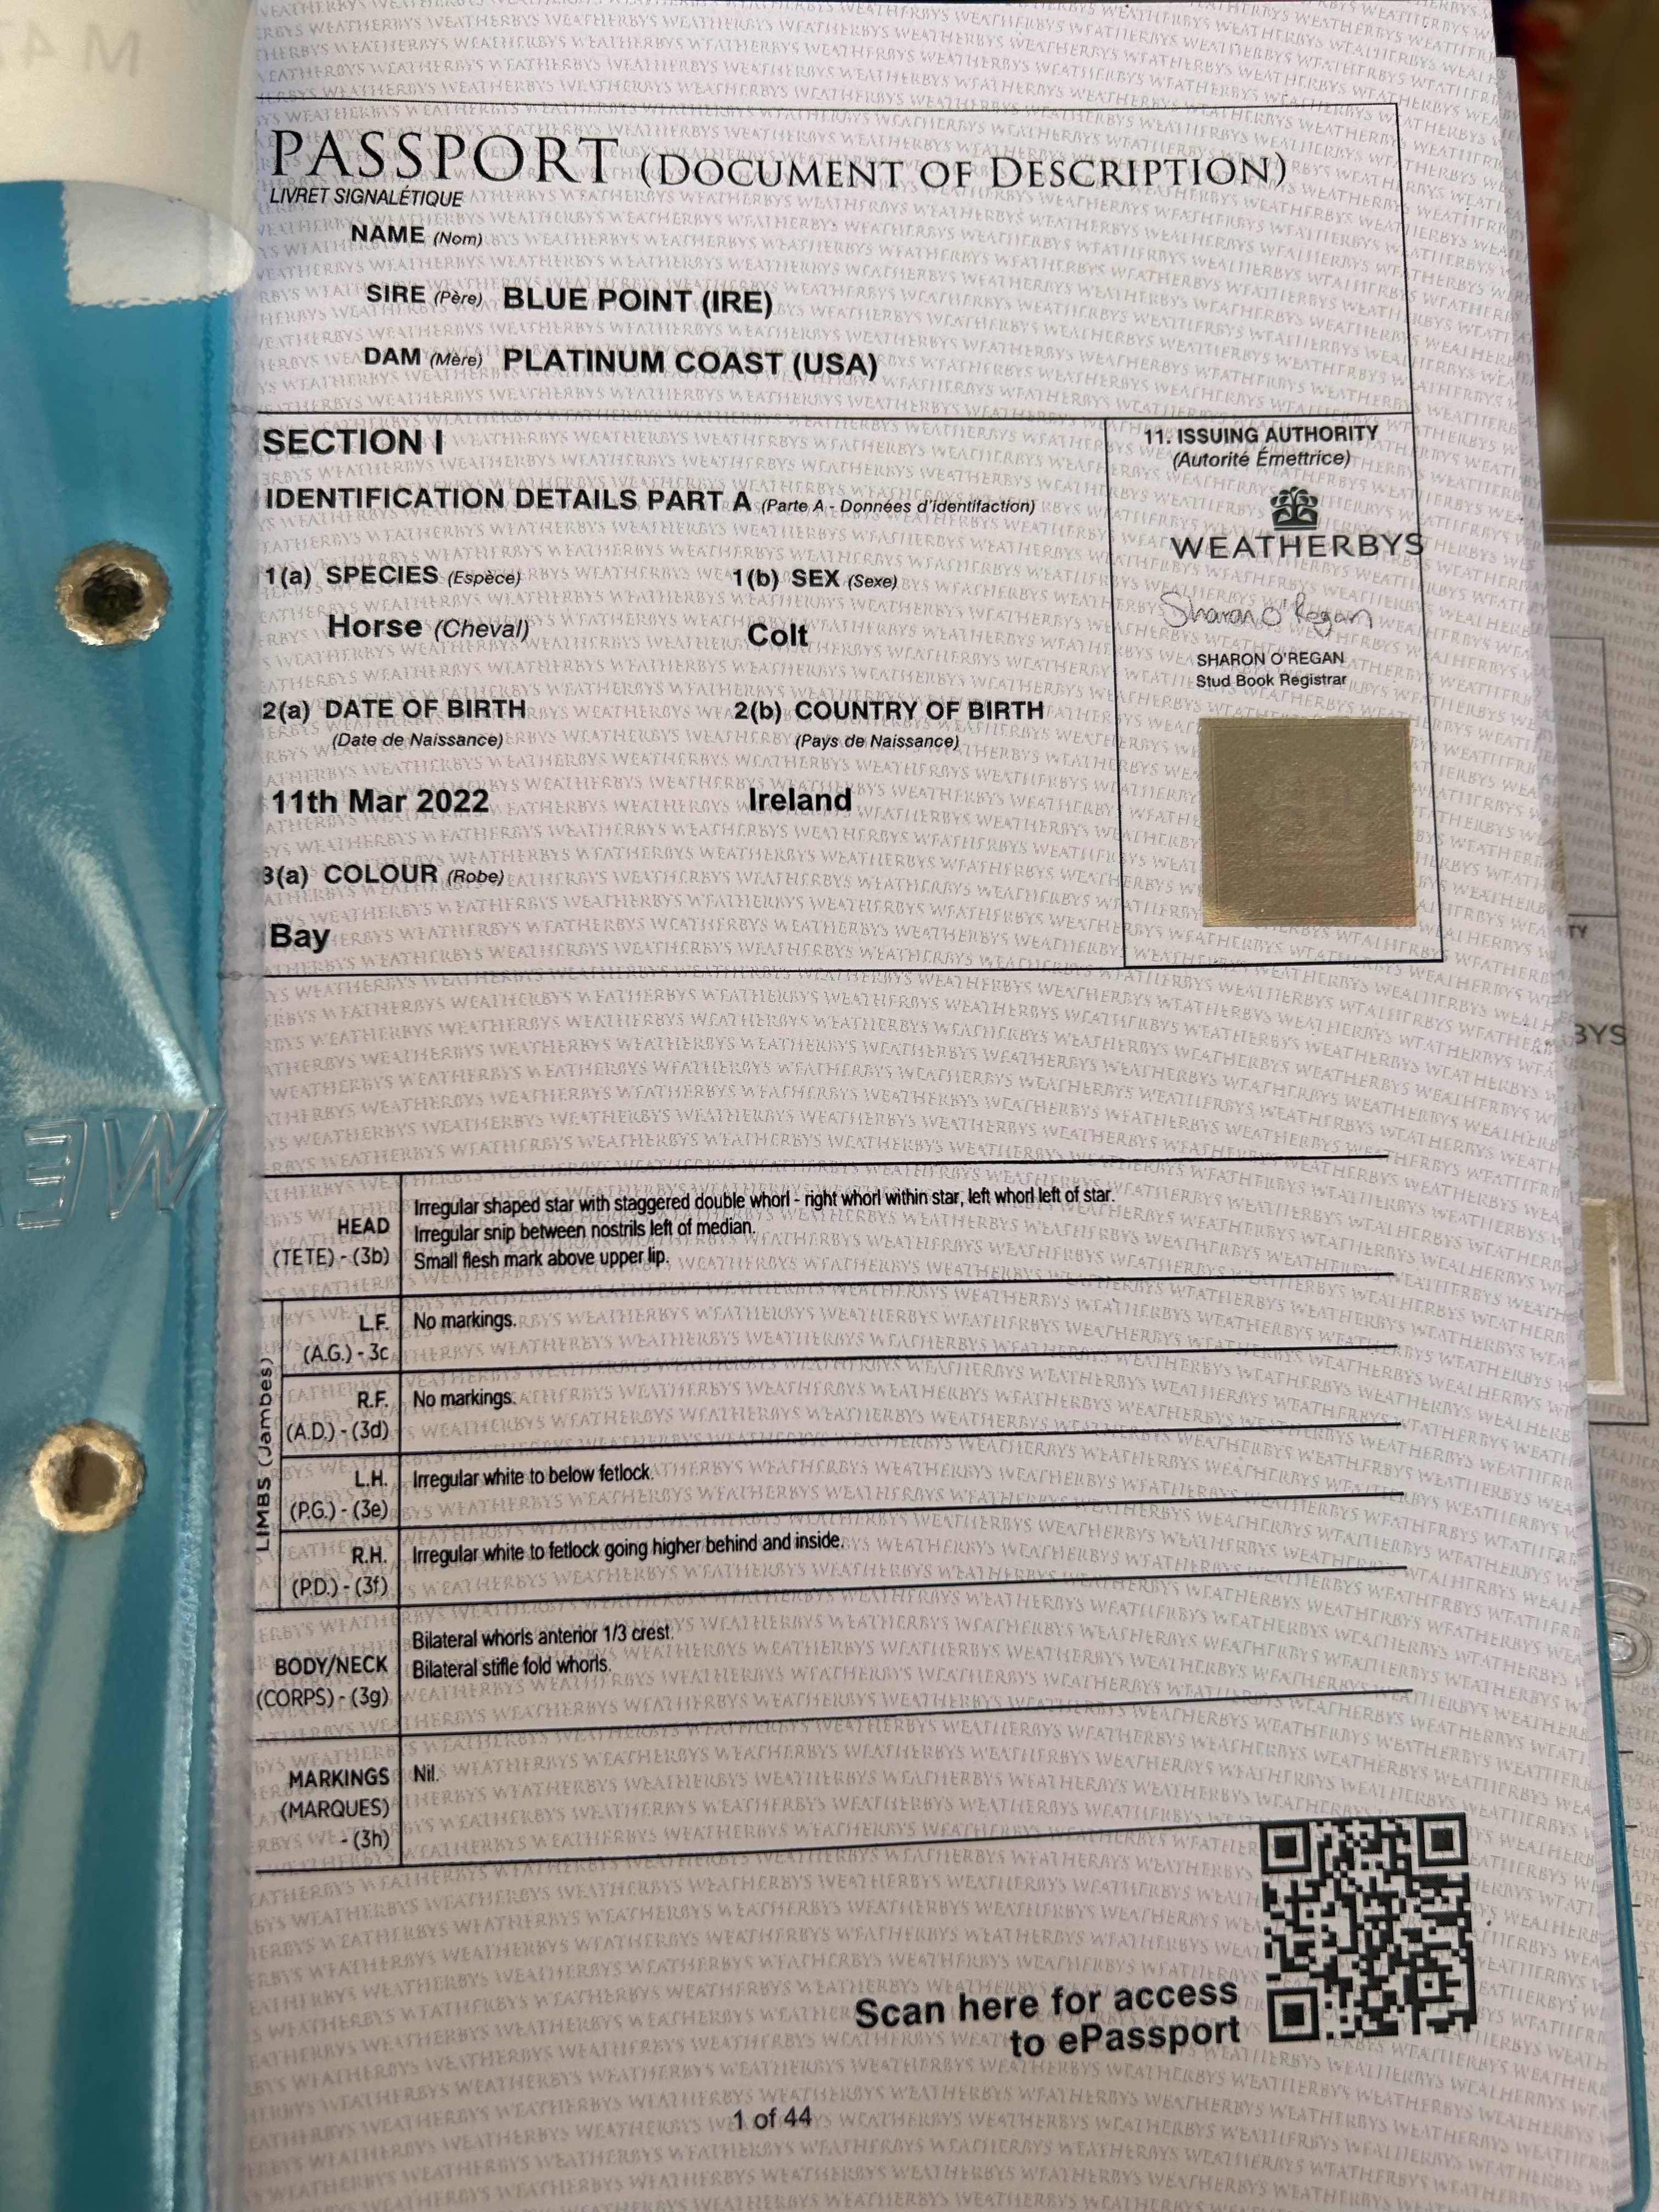 PASSPORT (DOCUMENT OF DESCRIPTION)
LIVRET SIGNALÉTIQUE
NAME (Nom)
SIRE (Père) BLUE POINT (IRE)
DAM (Mère) PLATINUM COAST (USA)
SECTION I
IDENTIFICATION DETAILS PART A (Parte A - Données d'identifaction)
1(a) SPECIES (Espèce) 1(b) SEX (Sexe)
Horse (Cheval) Colt
2(a) DATE OF BIRTH 2(b) COUNTRY OF BIRTH
(Date de Naissance) (Pays de Naissance)
11th Mar 2022 Ireland
3(a) COLOUR (Robe)
Bay
11. ISSUING AUTHORITY
(Autorité Émettrice)
WEATHERBYS
Sharon O'Regan
SHARON O'REGAN
Stud Book Registrar
HEAD
(TETE) - (3b)
Irregular shaped star with staggered double whorl - right whorl within star, left whorl left of star.
Irregular snip between nostrils left of median.
Small flesh mark above upper lip.
LIMBS (Jambes)
L.F. No markings.
(A.G.) - 3c
R.F. No markings.
(A.D.) - (3d)
L.H. Irregular white to below fetlock.
(P.G.) - (3e)
R.H. Irregular white to fetlock going higher behind and inside.
(P.D.) - (3f)
BODY/NECK
(CORPS) - (3g)
Bilateral whorls anterior 1/3 crest.
Bilateral stifle fold whorls.
MARKINGS Nil.
(MARQUES)
- (3h)
Scan here for access
to ePassport
1 of 44